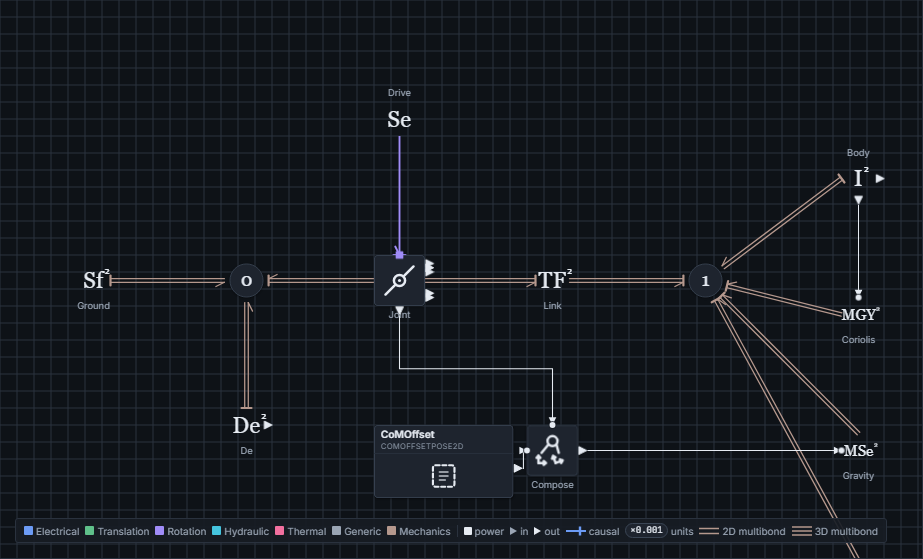 Drive
Se
Body
I²
Sf²
0
TF²
1
Ground
Joint
Link
MGY²
Coriolis
De²
De
CoMOffset
COMOFFSETPOSE2D
MSe²
Compose
Gravity
Electrical Translation Rotation Hydraulic Thermal Generic Mechanics power in out causal ×0.001 units 2D multibond 3D multibond